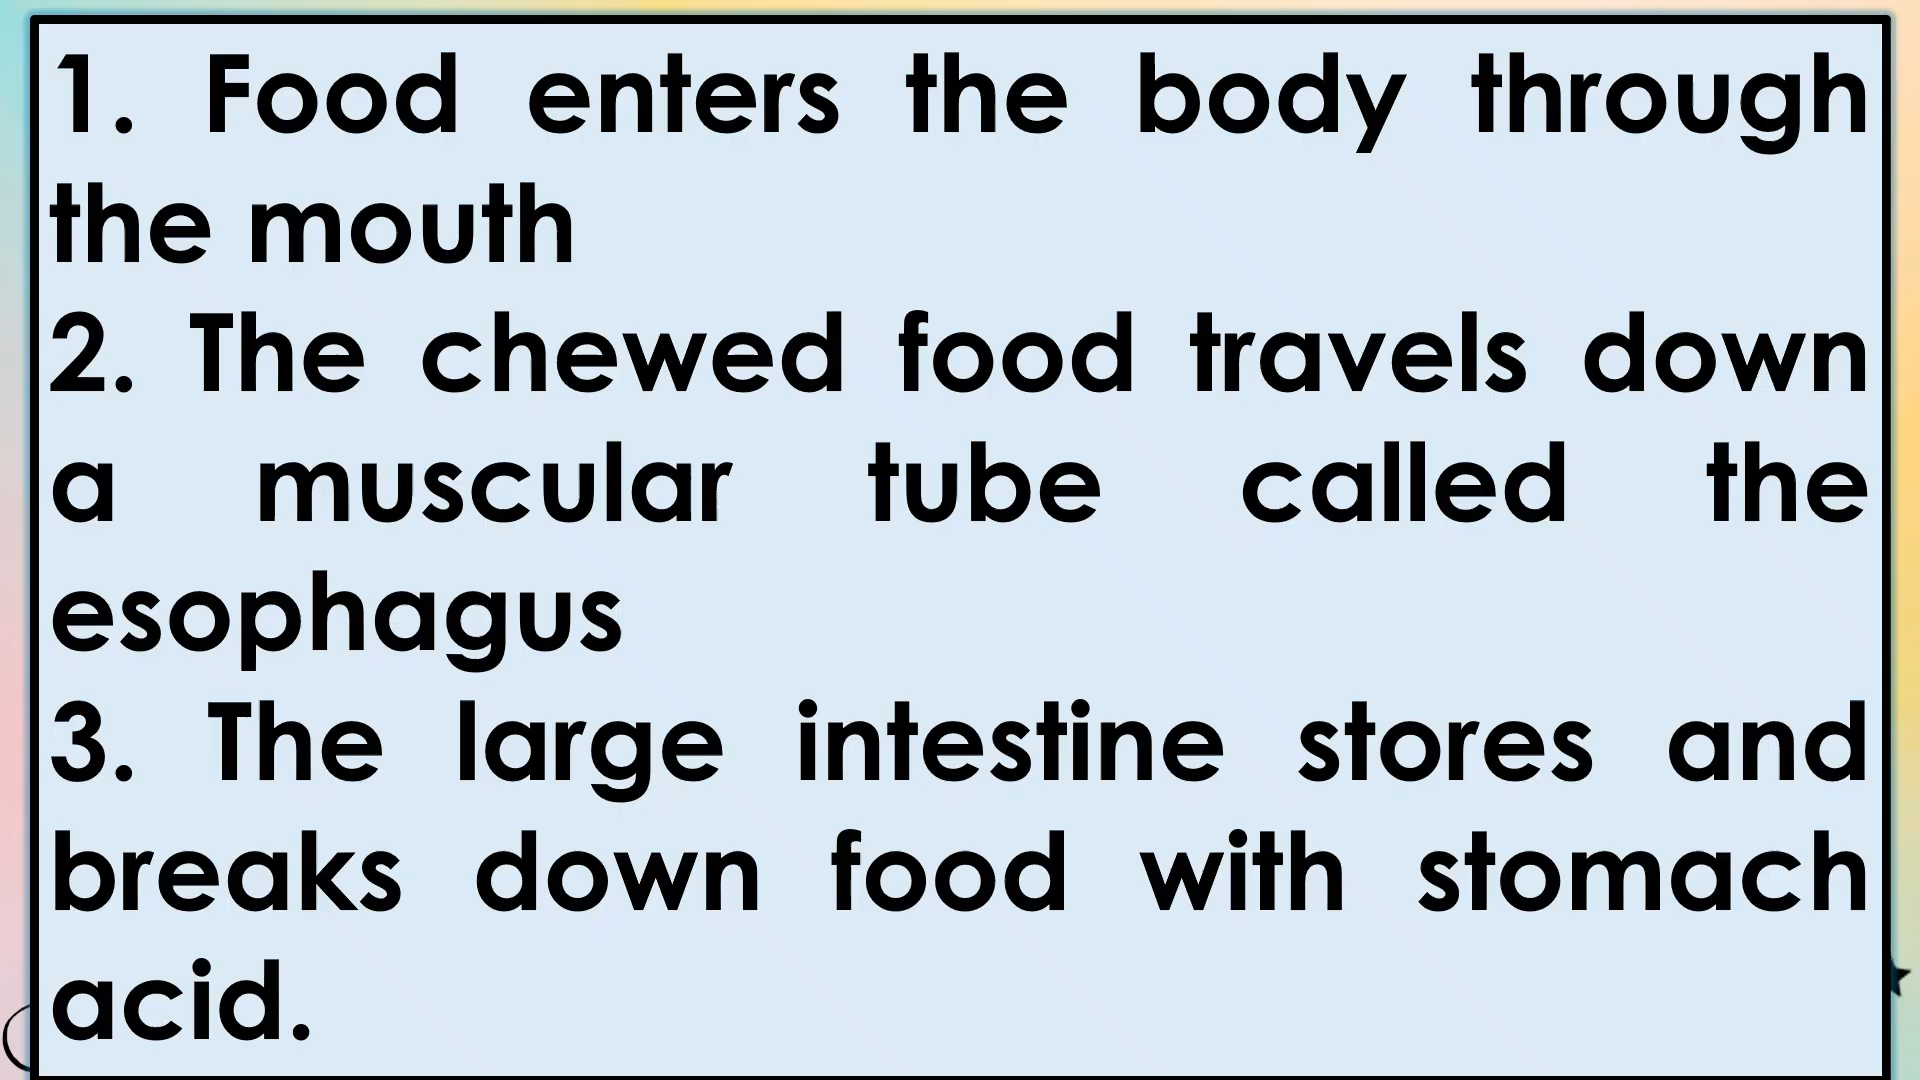 1. Food enters the body through
the mouth
2. The chewed food travels down
a muscular tube called the
esophagus
3. The large intestine stores and
breaks down food with stomach
acid.